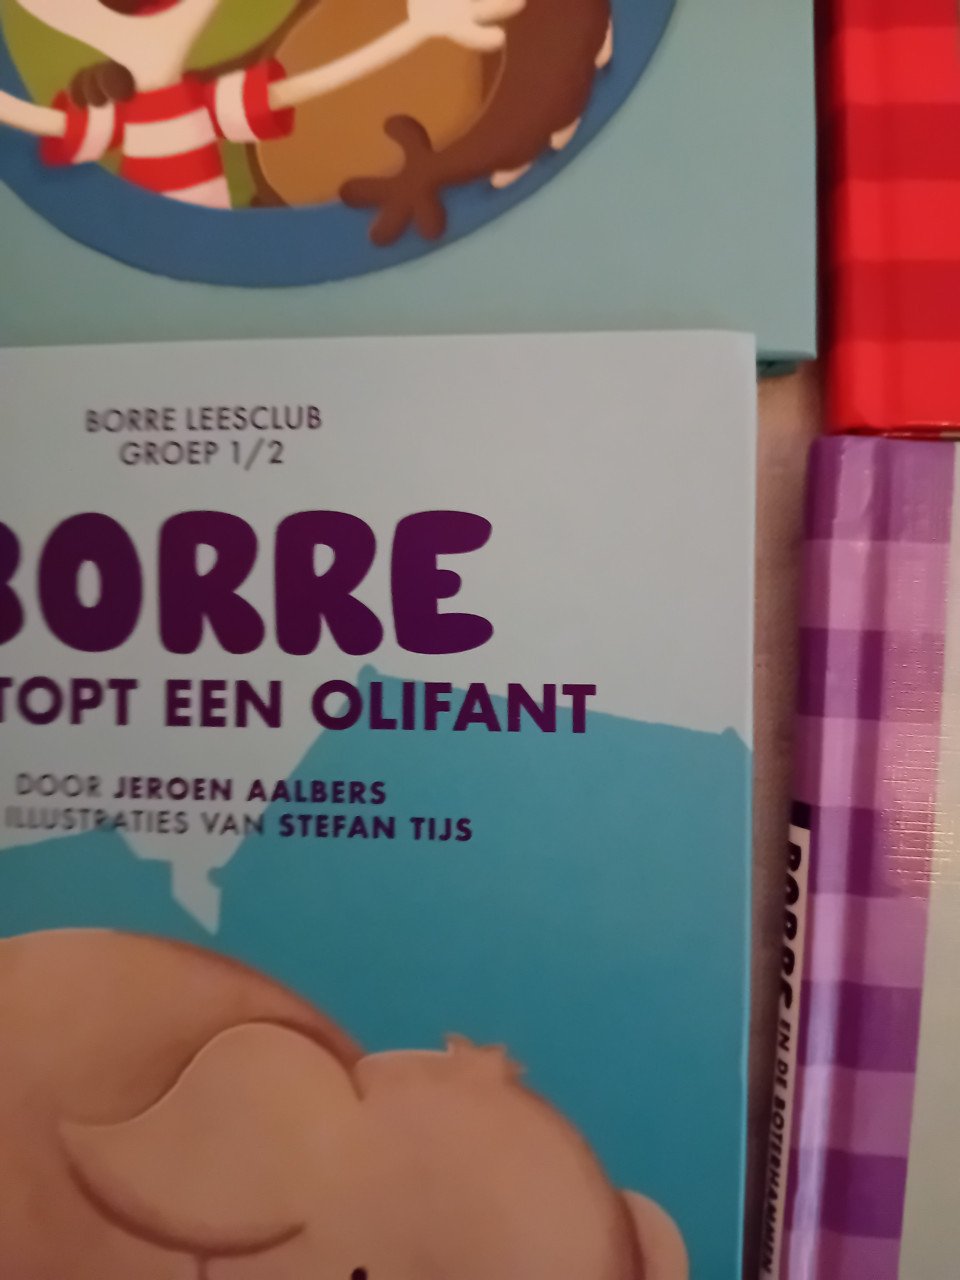 BORRE LEESCLUB
GROEP 1/2
BORRE
TOPT EEN OLIFANT
DOOR JEROEN AALBERS
ILLUSTRATIES VAN STEFAN TIJS
BORRE EN DE BOTERHAMMEN